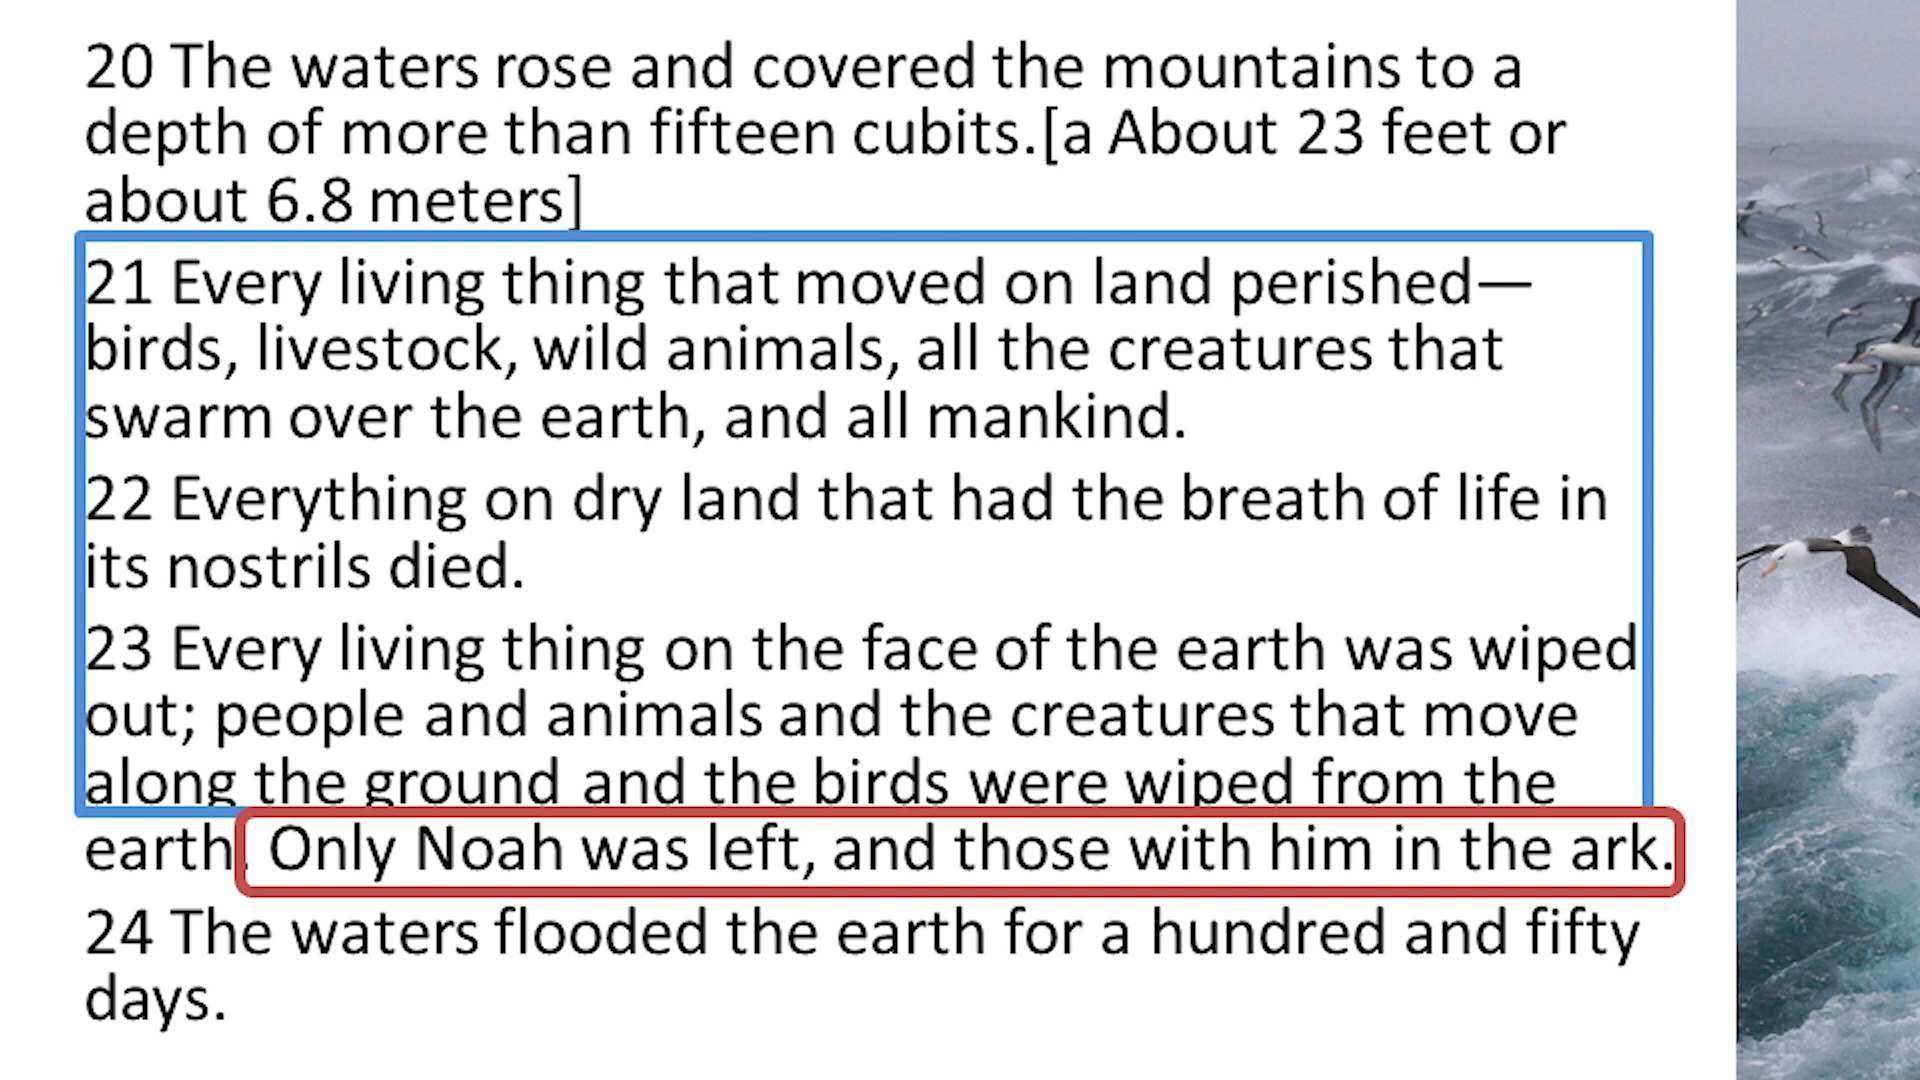 20 The waters rose and covered the mountains to a
depth of more than fifteen cubits.[a About 23 feet or
about 6.8 meters]
21 Every living thing that moved on land perished—
birds, livestock, wild animals, all the creatures that
swarm over the earth, and all mankind.
22 Everything on dry land that had the breath of life in
its nostrils died.
23 Every living thing on the face of the earth was wiped
out; people and animals and the creatures that move
along the ground and the birds were wiped from the
earth. Only Noah was left, and those with him in the ark.
24 The waters flooded the earth for a hundred and fifty
days.